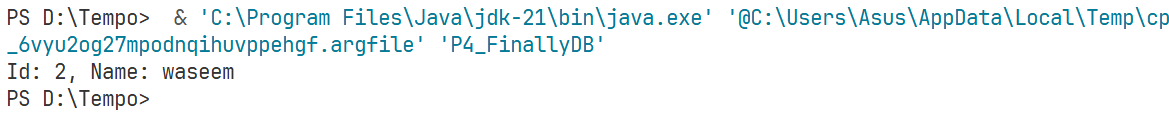 PS D:\Tempo>  & 'C:\Program Files\Java\jdk-21\bin\java.exe' '@C:\Users\Asus\AppData\Local\Temp\cp
_6vyu2og27mpodnqihuvppehgf.argfile' 'P4_FinallyDB'
Id: 2, Name: waseem
PS D:\Tempo>